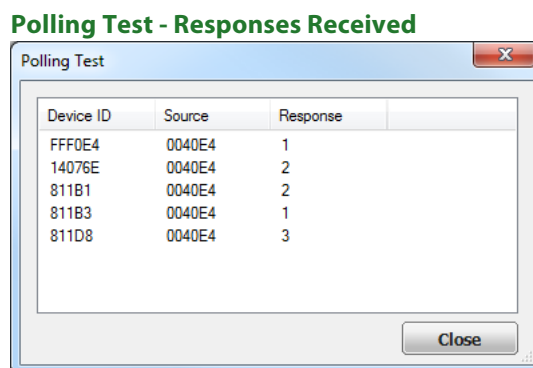 Polling Test - Responses Received
Polling Test
Device ID Source Response
FFF0E4 0040E4 1
14076E 0040E4 2
811B1 0040E4 2
811B3 0040E4 1
811D8 0040E4 3
Close